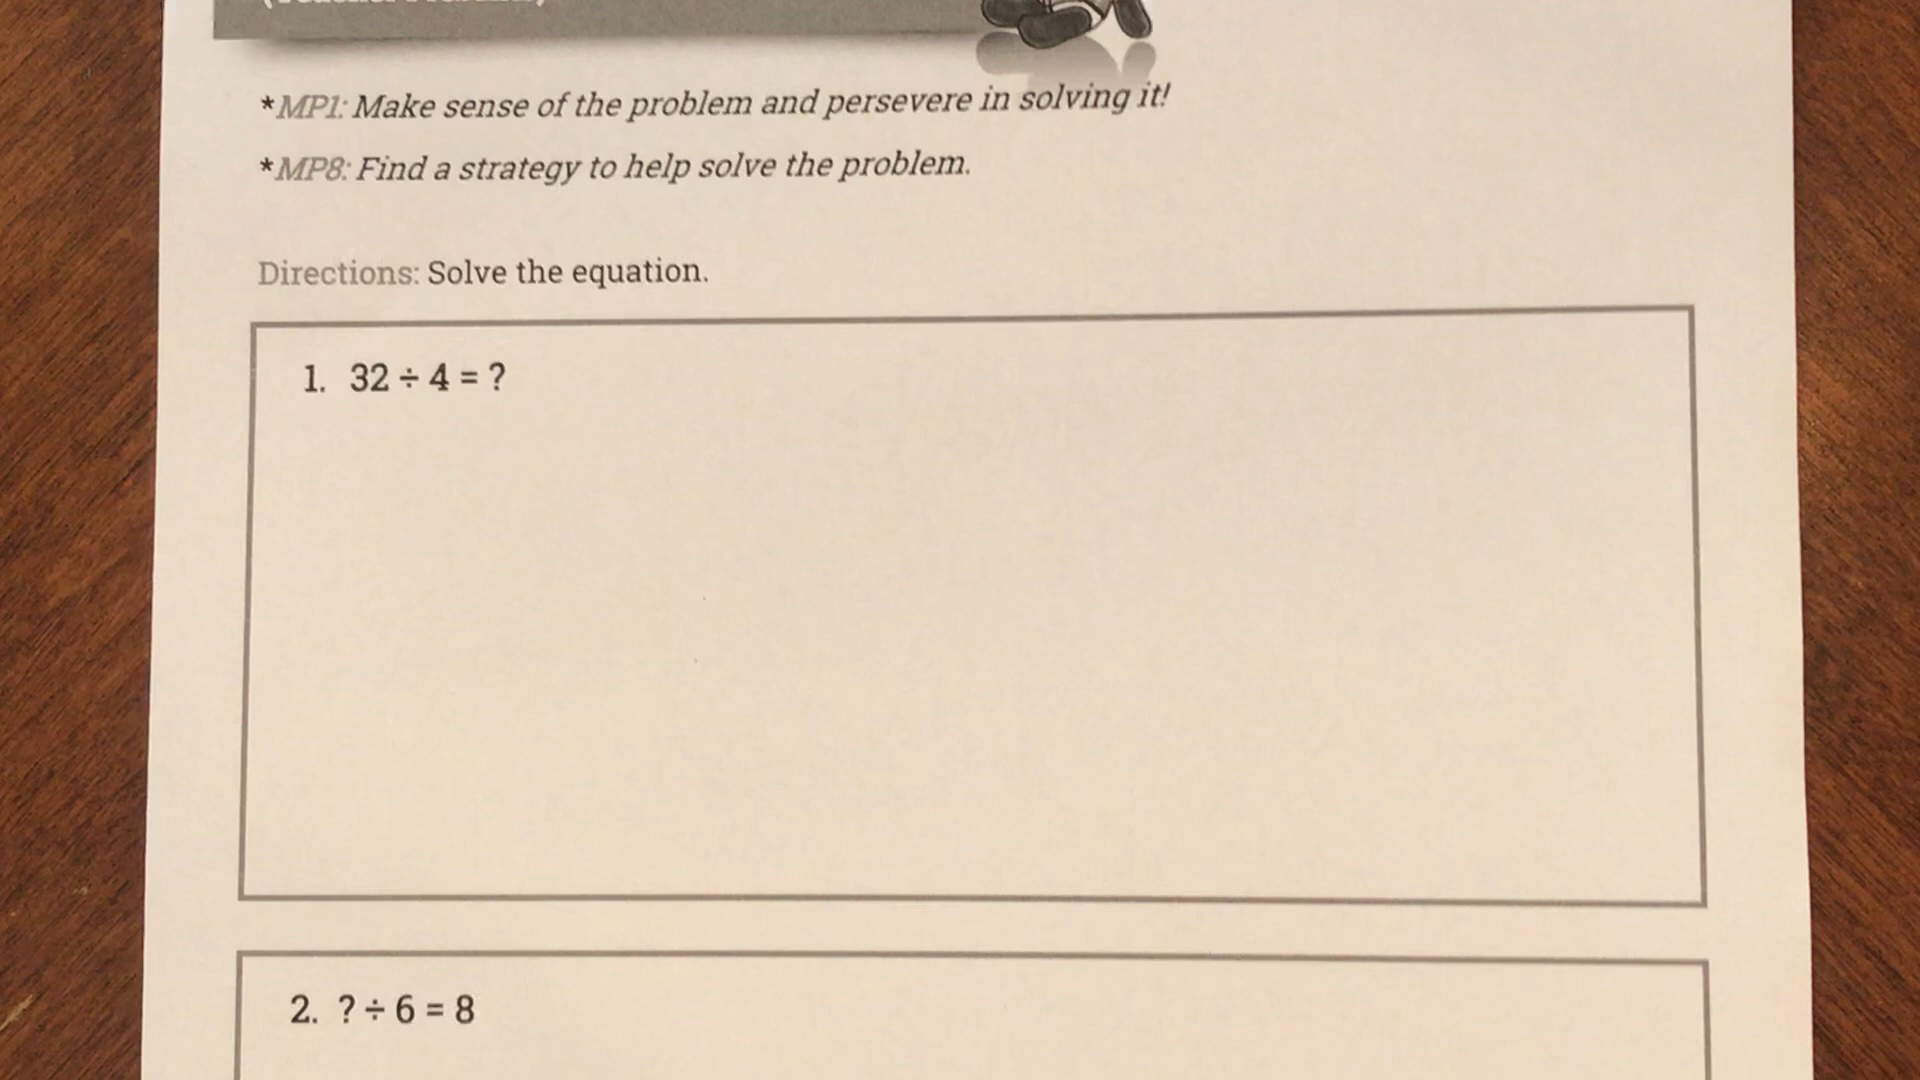 *MP1: Make sense of the problem and persevere in solving it!
*MP8: Find a strategy to help solve the problem.
Directions: Solve the equation.
1. 32 ÷ 4 = ?
2. ? ÷ 6 = 8